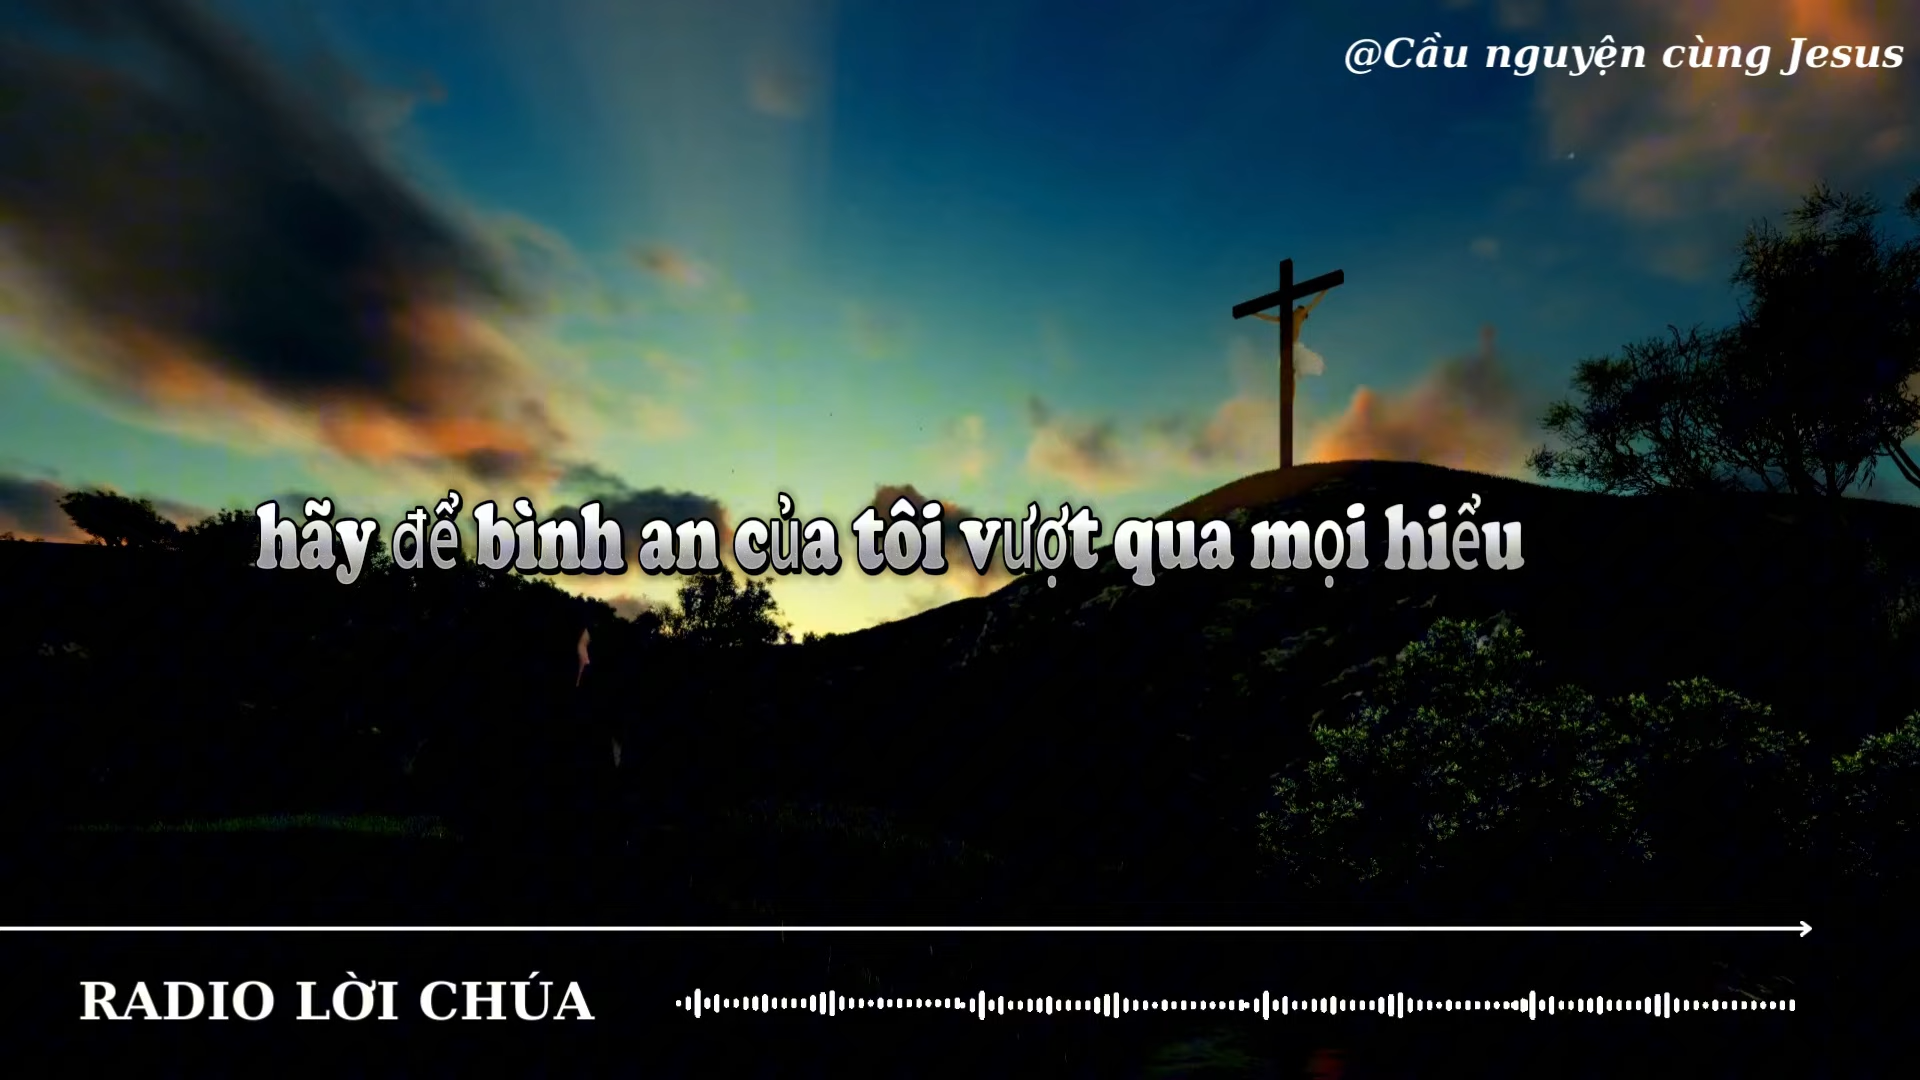 @Cầu nguyện cùng Jesus
hãy để bình an của tôi vượt qua mọi hiểu
RADIO LỜI CHÚA